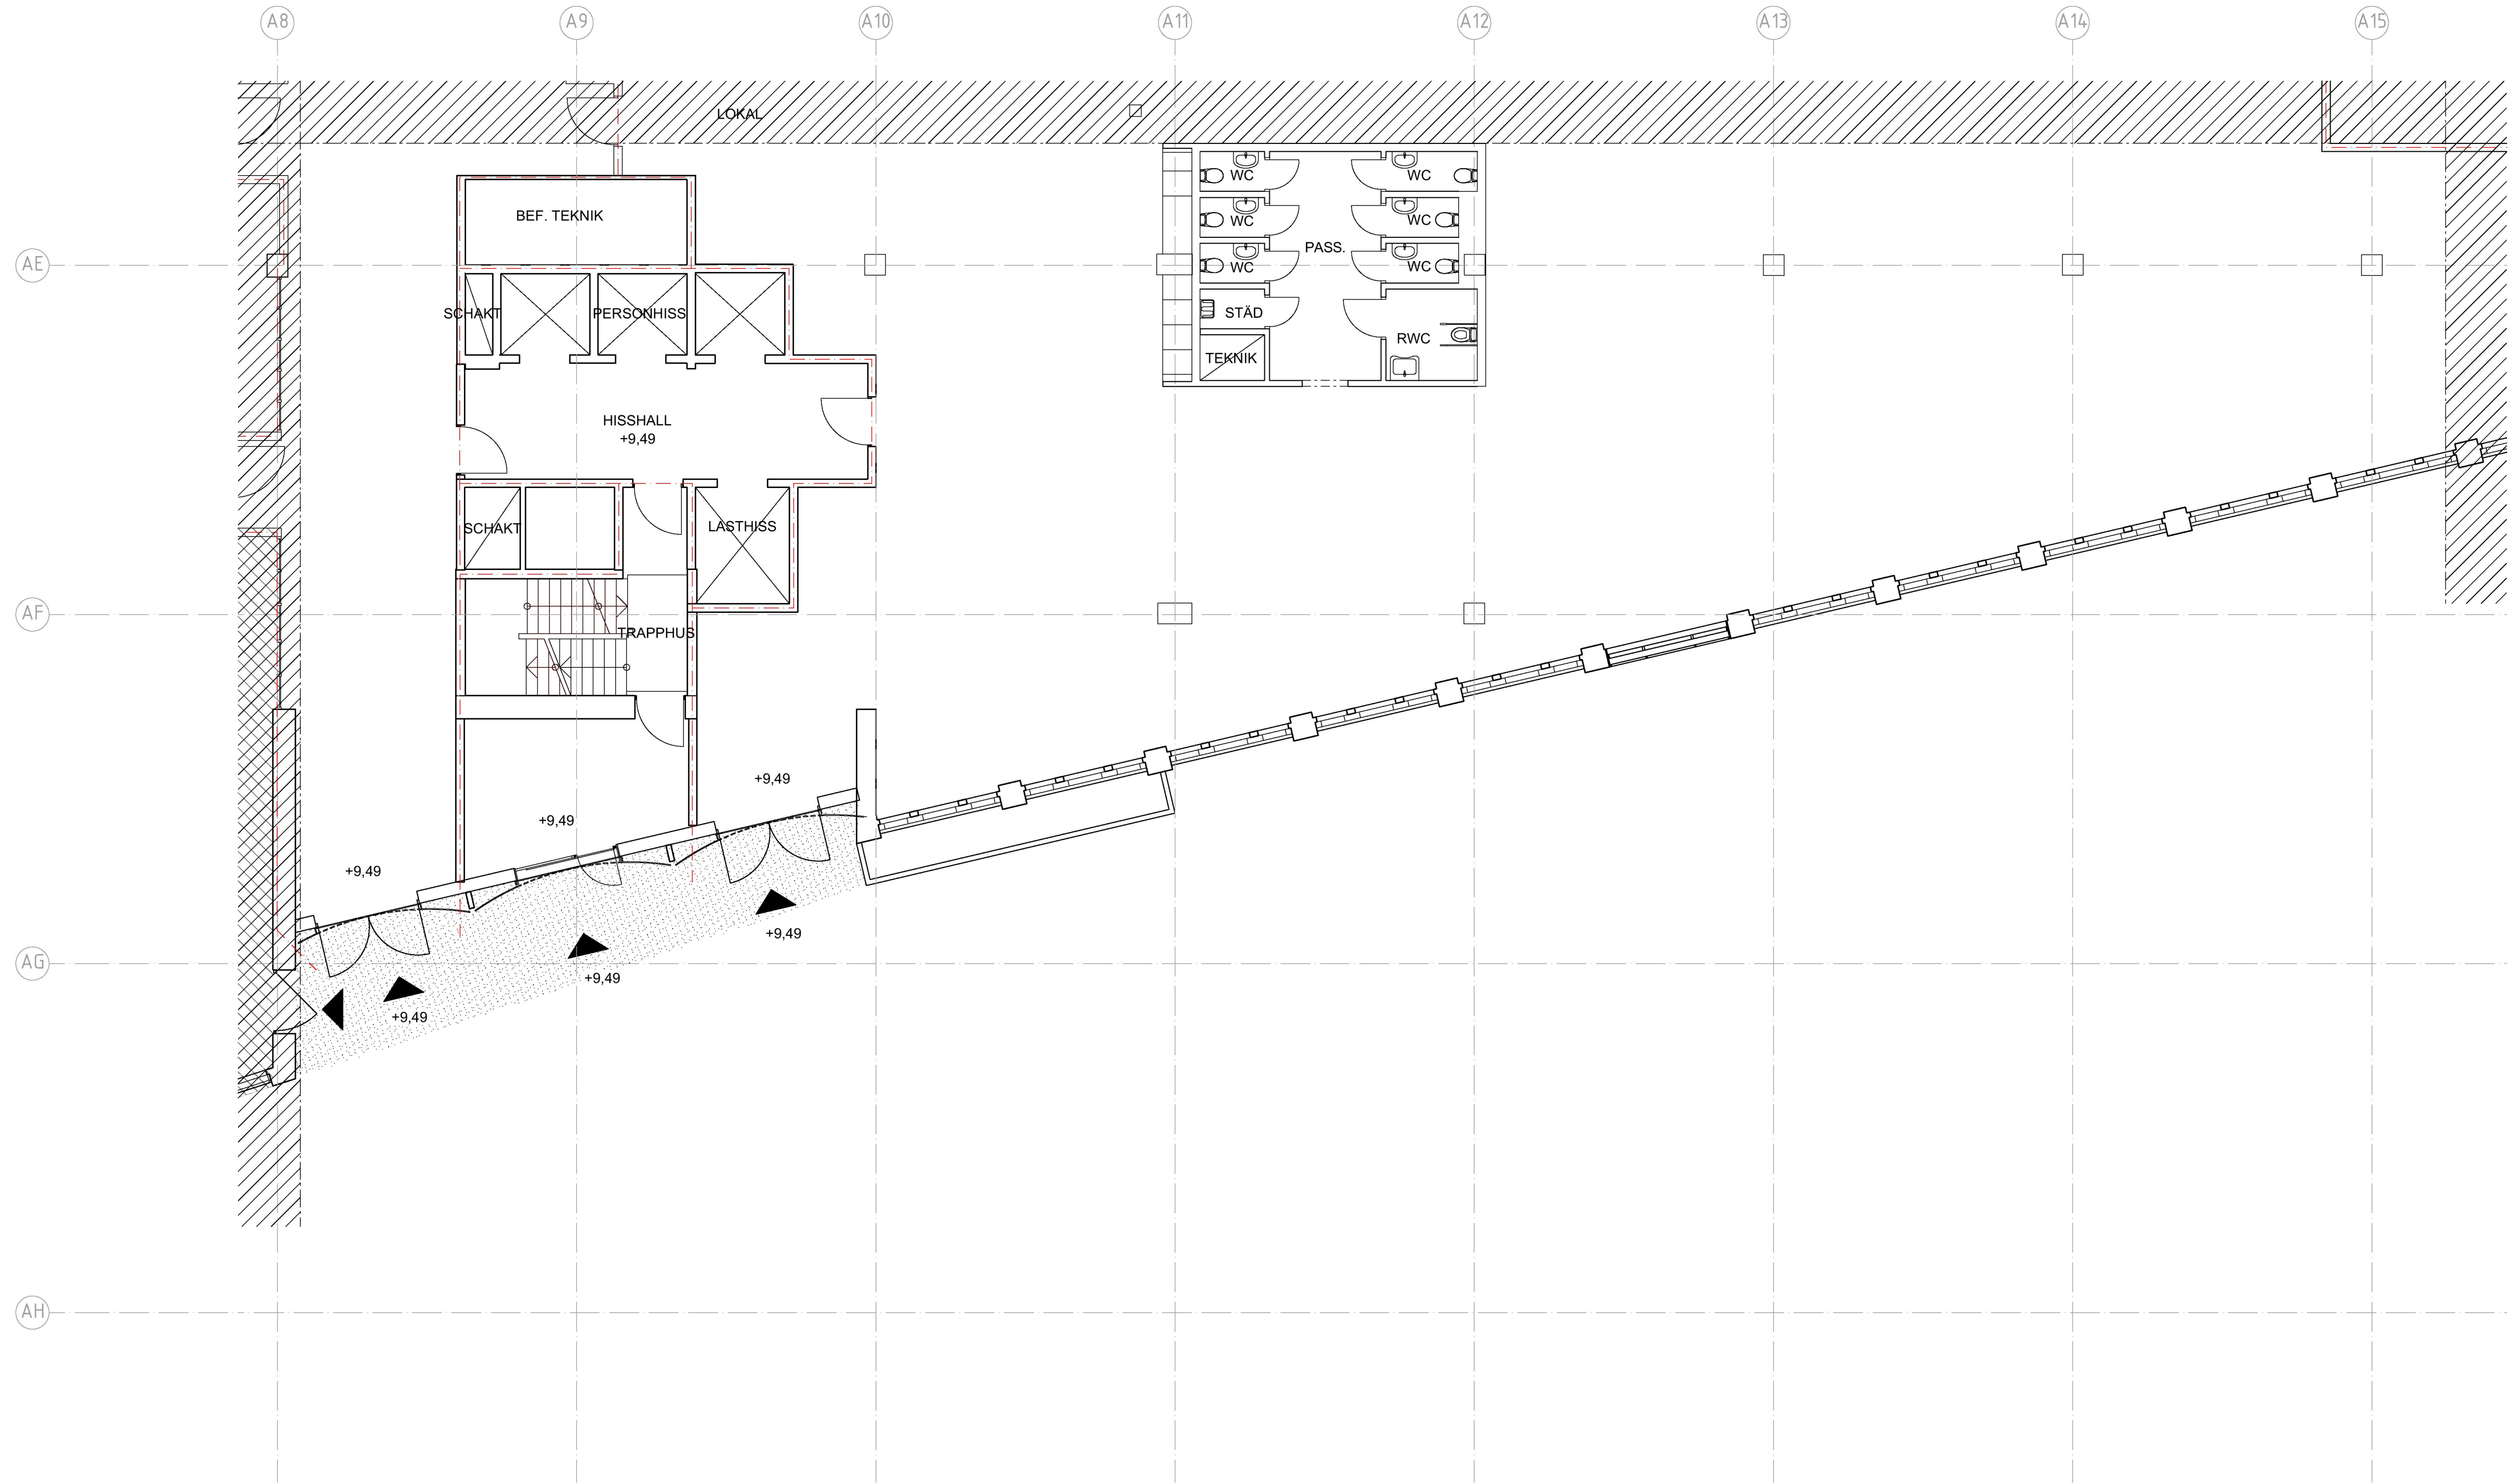 A8 A9 A10 A11 A12 A13 A14 A15
LOKAL
WC WC
BEF. TEKNIK
WC WC
PASS.
AE
WC WC
SCHAKT PERSONHISS STÄD
RWC
TEKNIK
HISSHALL
+9,49
SCHAKT LASTHISS
AF
TRAPPHUS
+9,49
+9,49
+9,49
+9,49
AG
+9,49
+9,49
AH